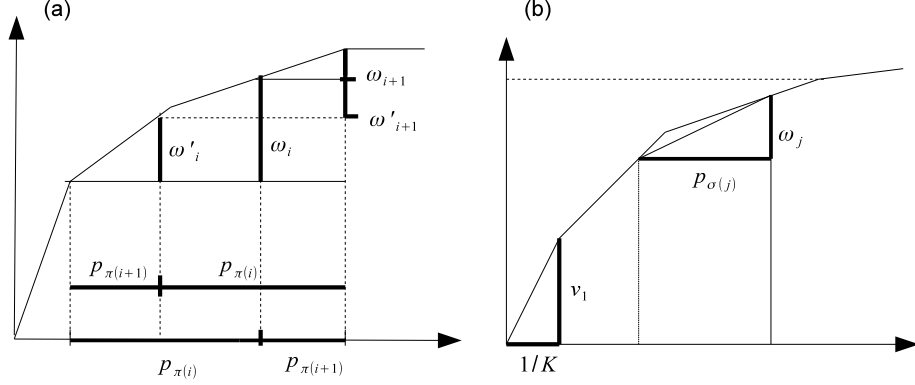 (a)
(b)
ω_{i+1}
ω'_{i+1}
ω'_i
ω_i
p_{π(i+1)}
p_{π(i)}
p_{π(i)}
p_{π(i+1)}
ω_j
p_{σ(j)}
v_1
1/K